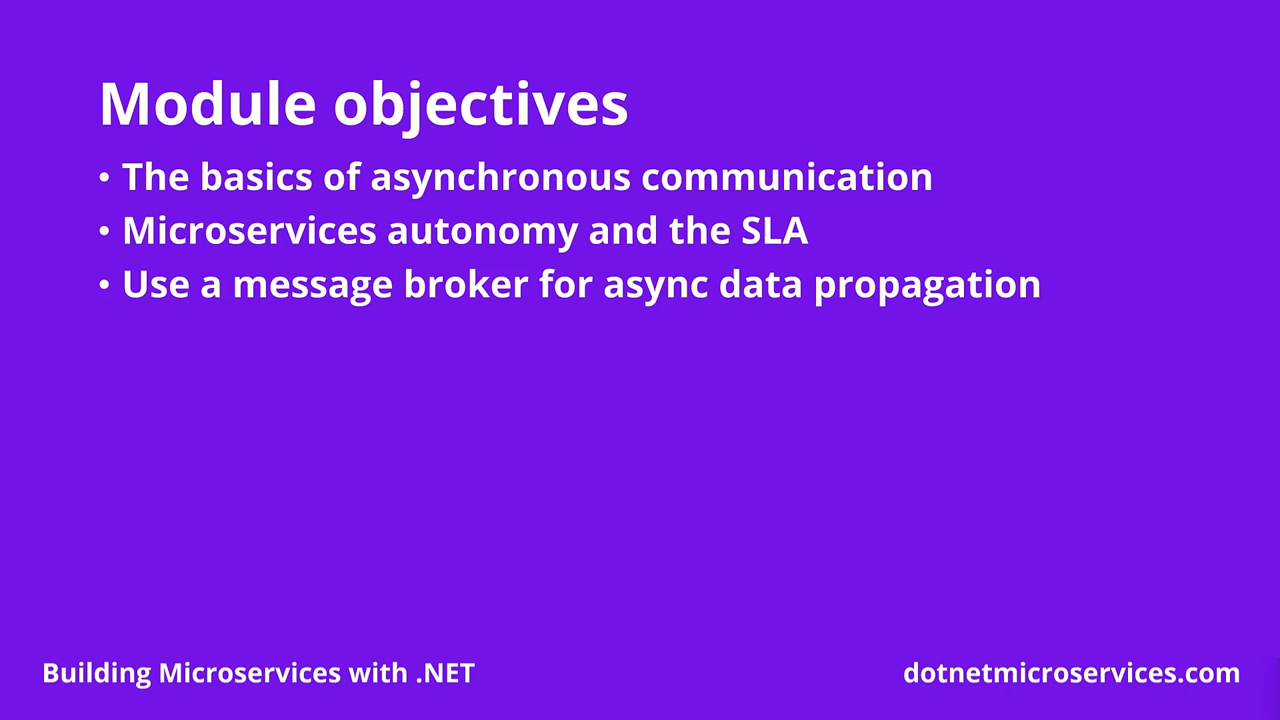 Module objectives
• The basics of asynchronous communication
• Microservices autonomy and the SLA
• Use a message broker for async data propagation
Building Microservices with .NET
dotnetmicroservices.com